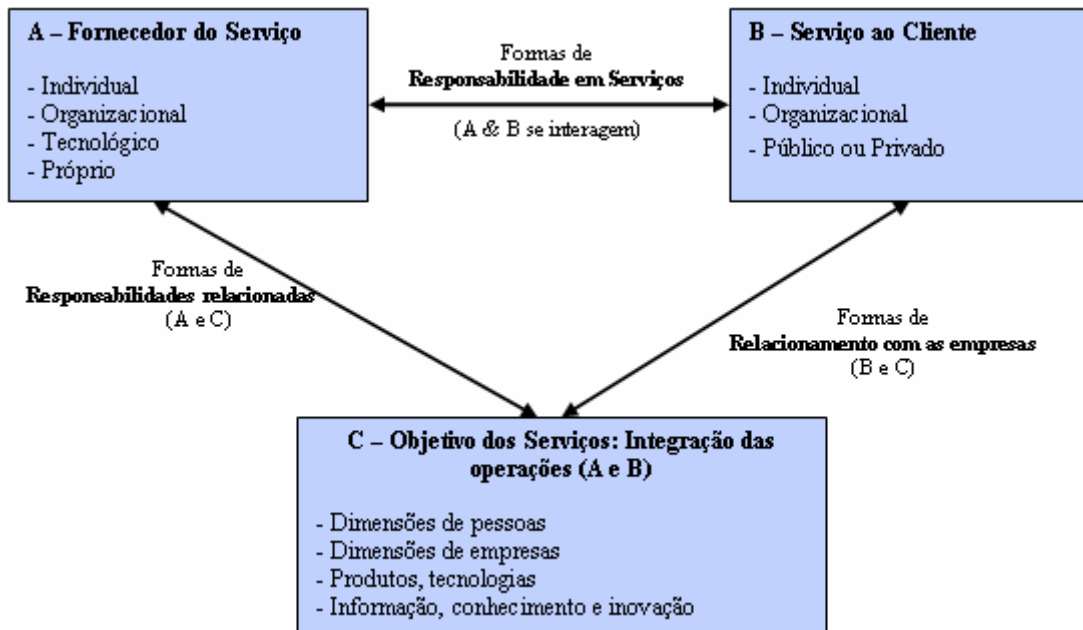 A – Fornecedor do Serviço
- Individual
- Organizacional
- Tecnológico
- Próprio
Formas de
Responsabilidade em Serviços
(A & B se interagem)
B – Serviço ao Cliente
- Individual
- Organizacional
- Público ou Privado
Formas de
Responsabilidades relacionadas
(A e C)
Formas de
Relacionamento com as empresas
(B e C)
C – Objetivo dos Serviços: Integração das
operações (A e B)
- Dimensões de pessoas
- Dimensões de empresas
- Produtos, tecnologias
- Informação, conhecimento e inovação